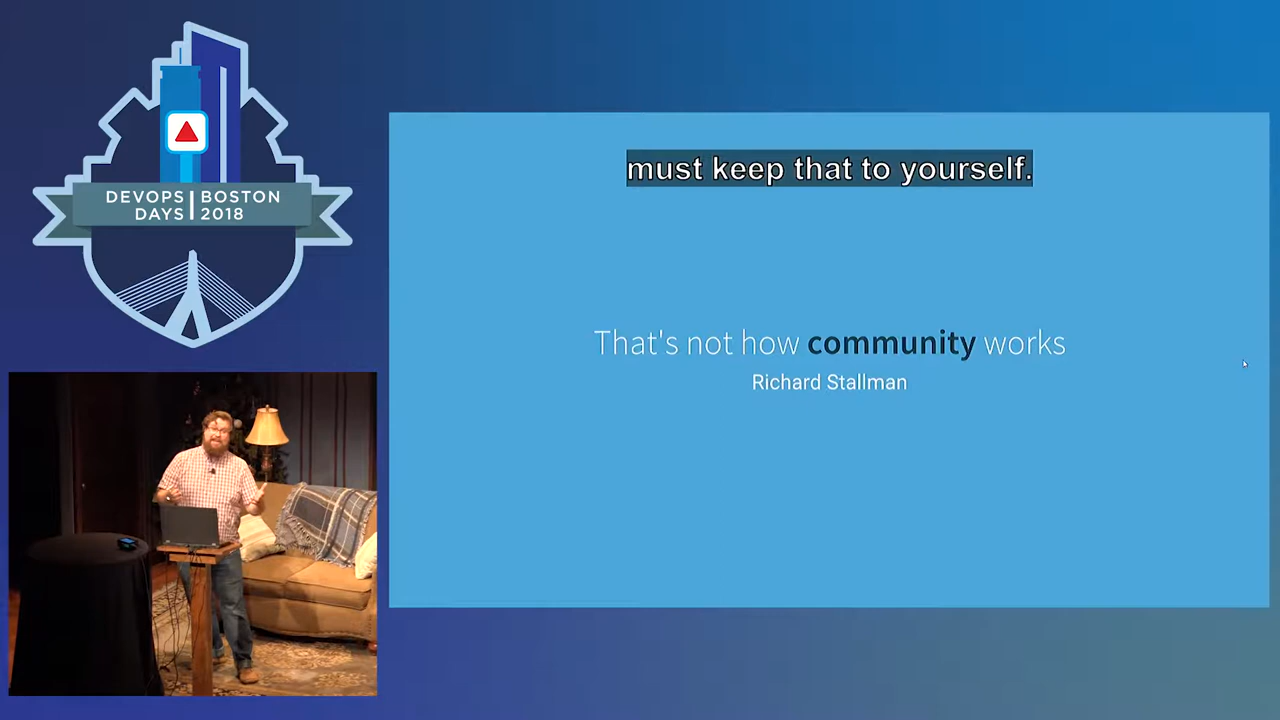 DEVOPS DAYS
BOSTON 2018
must keep that to yourself.
That's not how community works
Richard Stallman